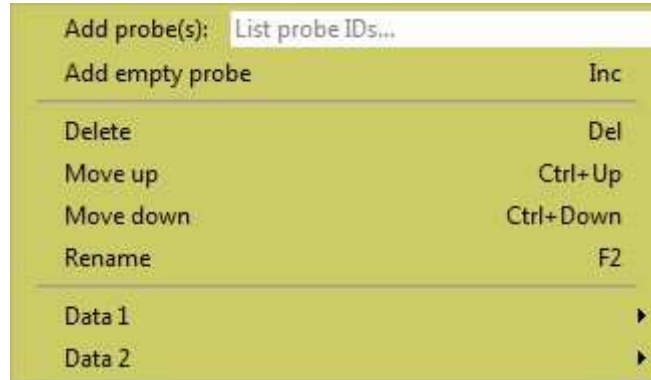 Add probe(s): List probe IDs...
Add empty probe Inc
Delete Del
Move up Ctrl+Up
Move down Ctrl+Down
Rename F2
Data 1
Data 2